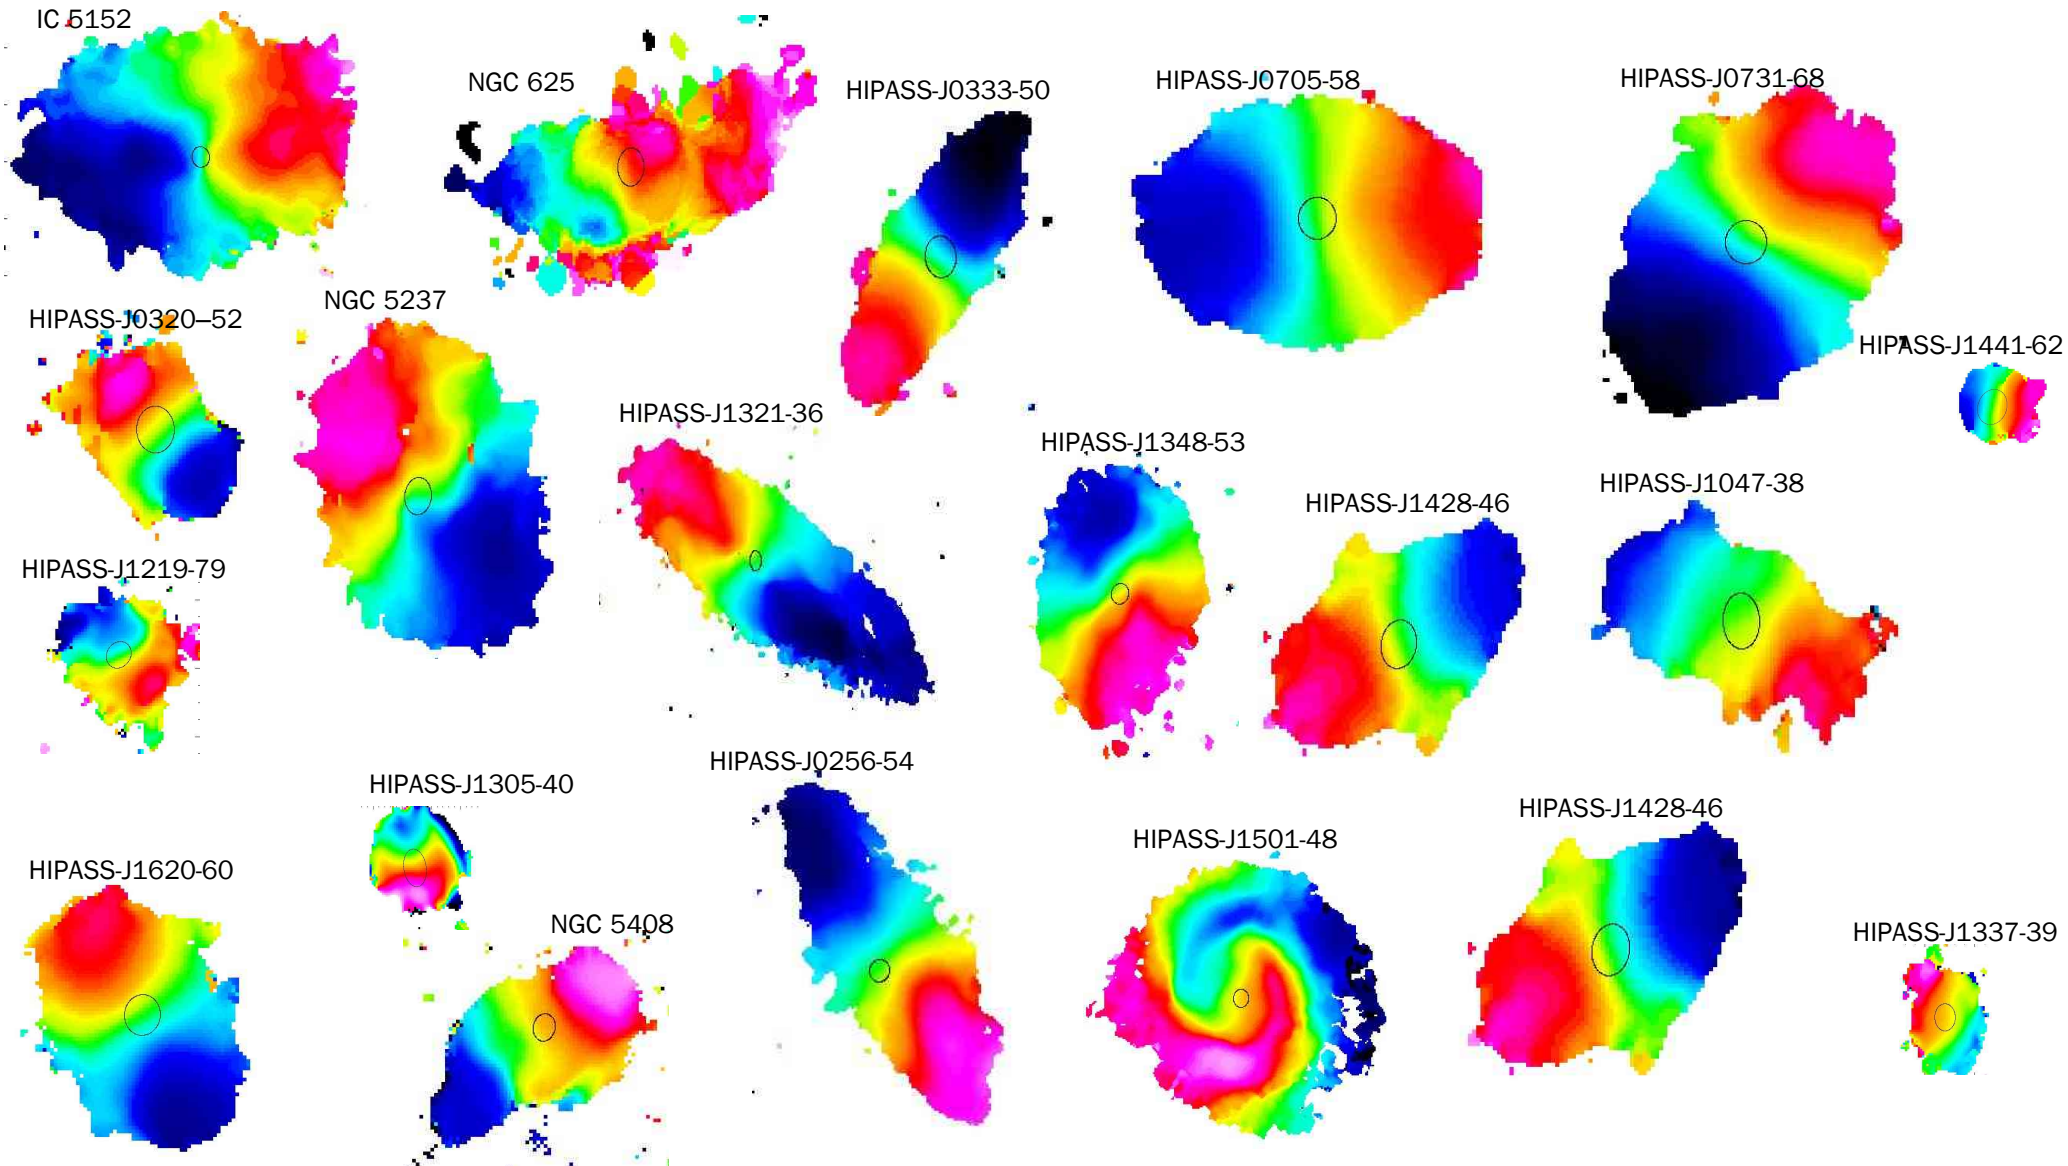 IC 5152
NGC 625
HIPASS-J0333-50
HIPASS-J0705-58
HIPASS-J0731-68
HIPASS-J0320–52
NGC 5237
HIPASS-J1441-62
HIPASS-J1321-36
HIPASS-J1348-53
HIPASS-J1428-46
HIPASS-J1047-38
HIPASS-J1219-79
HIPASS-J1305-40
HIPASS-J0256-54
HIPASS-J1501-48
HIPASS-J1428-46
HIPASS-J1620-60
NGC 5408
HIPASS-J1337-39